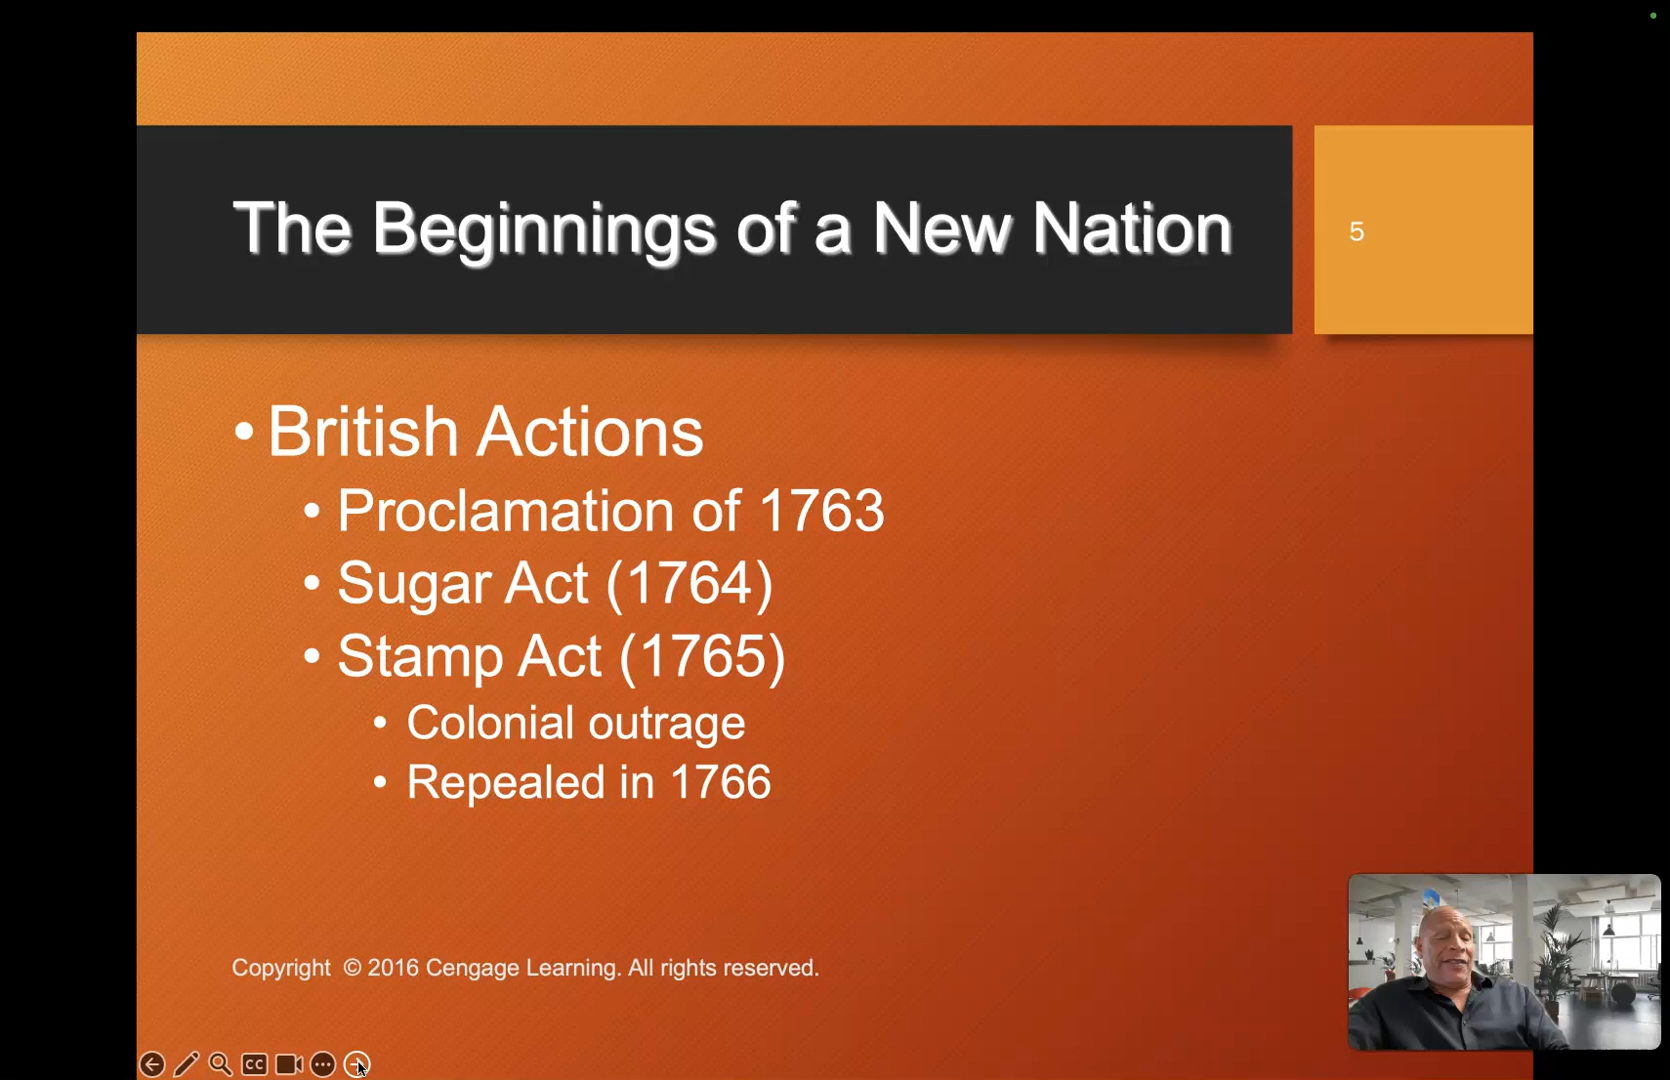 The Beginnings of a New Nation
5
• British Actions
• Proclamation of 1763
• Sugar Act (1764)
• Stamp Act (1765)
• Colonial outrage
• Repealed in 1766
Copyright © 2016 Cengage Learning. All rights reserved.
CC